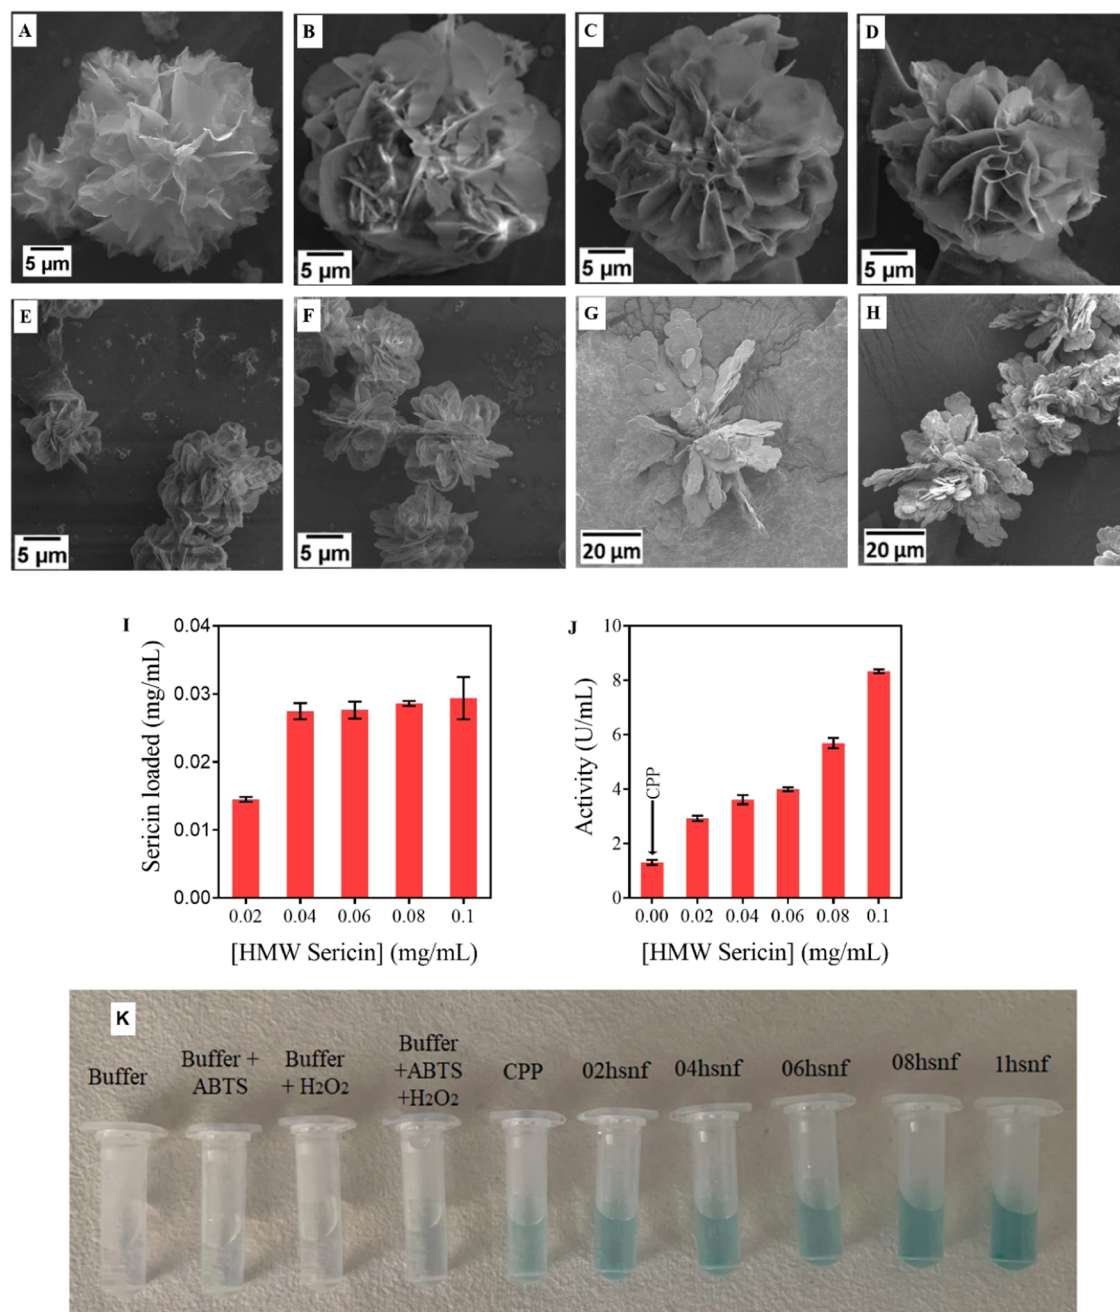 A
B
C
D
5 µm
5 µm
5 µm
5 µm
E
F
G
H
5 µm
5 µm
20 µm
20 µm
I
0.04
0.03
0.02
0.01
0.00
Sericin loaded (mg/mL)
0.02 0.04 0.06 0.08 0.1
[HMW Sericin] (mg/mL)
J
10
8
6
4
2
0
Activity (U/mL)
CPP
0.00 0.02 0.04 0.06 0.08 0.1
[HMW Sericin] (mg/mL)
K
Buffer
Buffer +
ABTS
Buffer
+ H2O2
Buffer
+ABTS
+H2O2
CPP
02hsnf
04hsnf
06hsnf
08hsnf
1hsnf